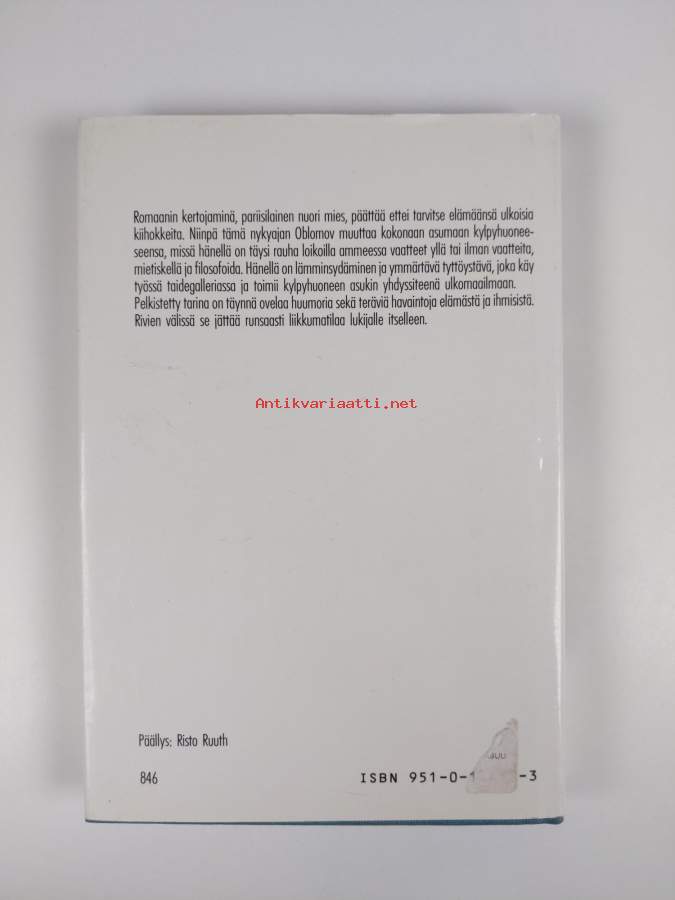 Romaanin kertojaminä, pariisilainen nuori mies, päättää ettei tarvitse elämäänsä ulkoisia
kiihokkeita. Niinpä tämä nykyajan Oblomov muuttaa kokonaan asumaan kylpyhuonee-
seensa, missä hänellä on täysi rauha loikoilla ammeessa vaatteet yllä tai ilman vaatteita,
mietiskellä ja filosofoida. Hänellä on lämminsydäminen ja ymmärtävä tyttöystävä, joka käy
työssä taidegalleriassa ja toimii kylpyhuoneen asukin yhdyssiteenä ulkomaailmaan.
Pelkistetty tarina on täynnä ovelaa huumoria sekä teräviä havaintoja elämästä ja ihmisistä.
Rivien välissä se jättää runsaasti liikkumatilaa lukijalle itselleen.
Antikvariaatti.net
Päällys: Risto Ruuth
846
ISBN 951-0-1 -3